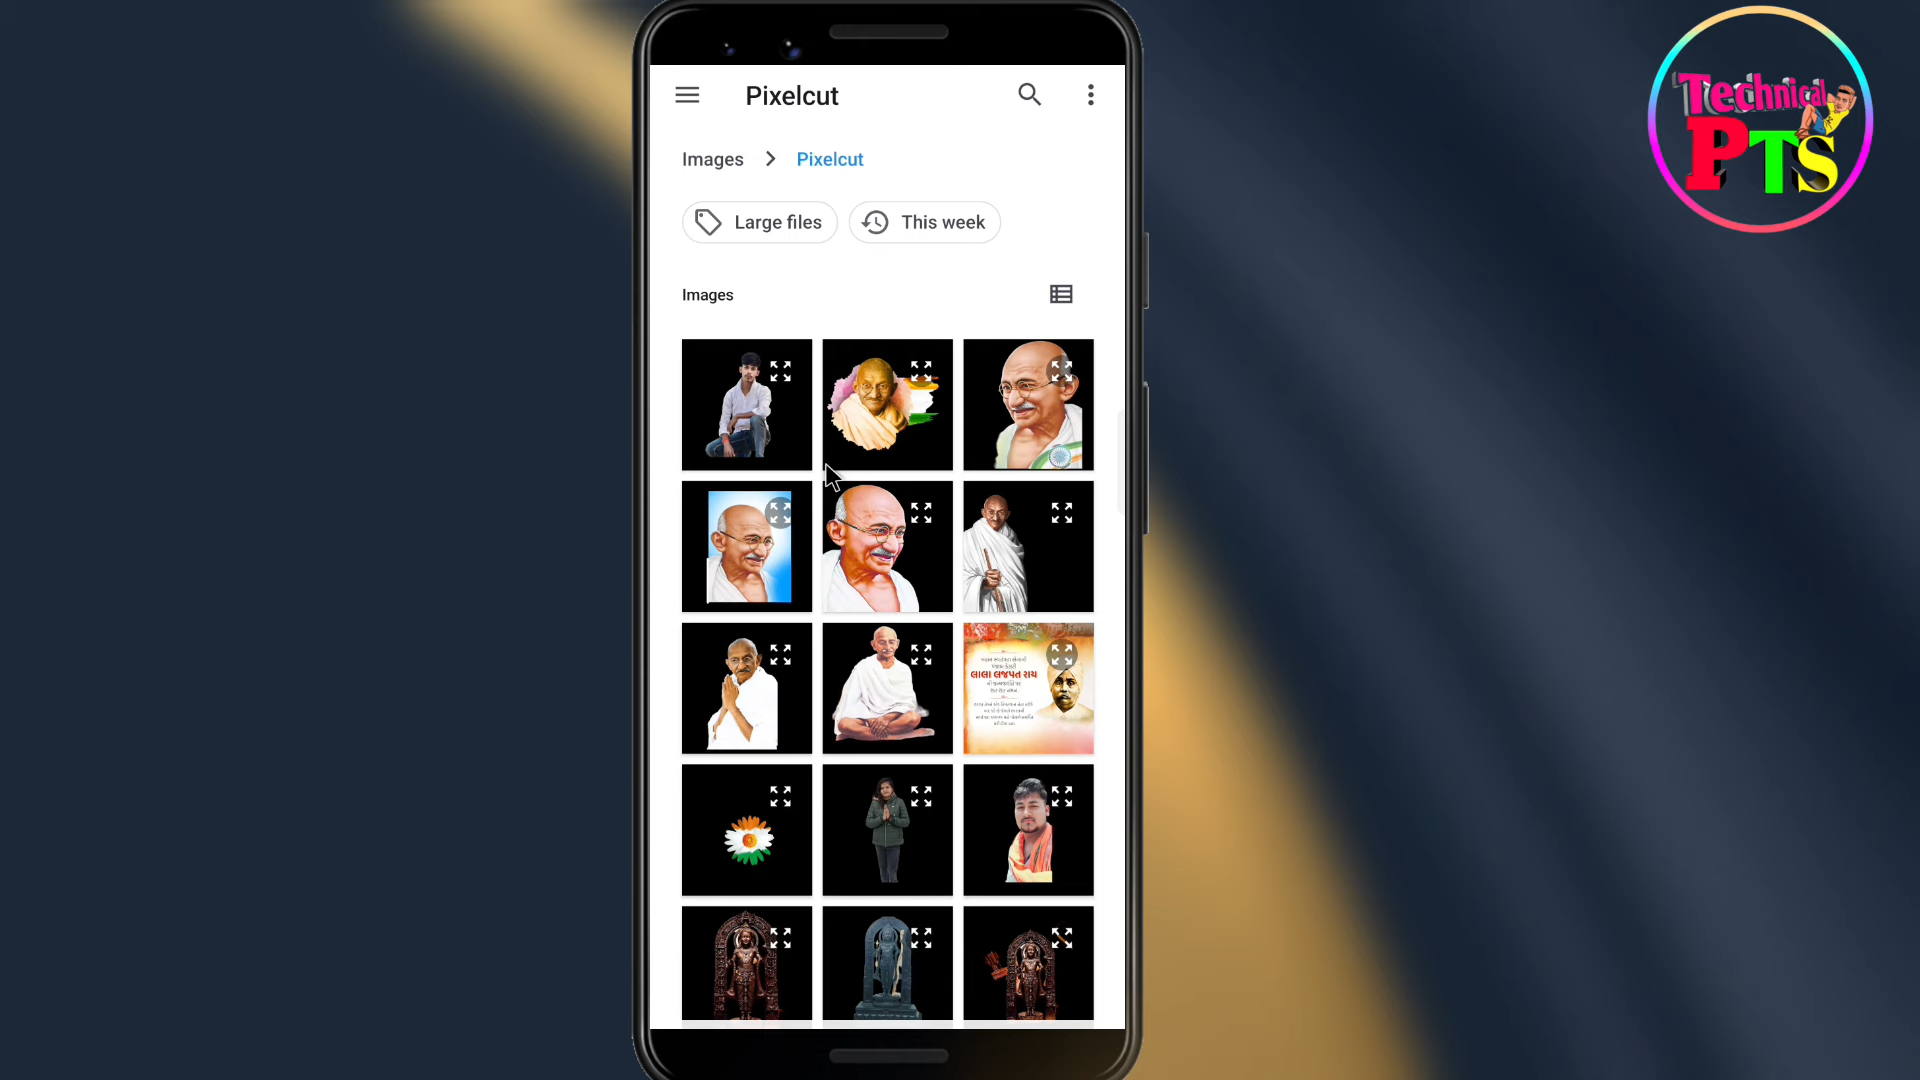 Pixelcut
Images
Pixelcut
Large files
This week
Images
લાલા લજપત રાય
Technical
PTS